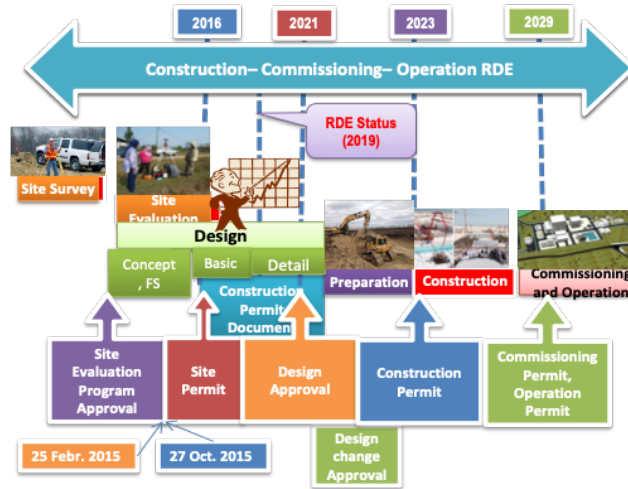 2016
2021
2023
2029
Construction– Commissioning– Operation RDE
RDE Status
(2019)
Site Survey
Site
Evaluation
Design
Concept
, FS
Basic
Detail
Preparation
Construction
Commissioning
and Operation
Construction
Permit
Document
Site
Evaluation
Program
Approval
Site
Permit
Design
Approval
Construction
Permit
Commissioning
Permit,
Operation
Permit
25 Febr. 2015
27 Oct. 2015
Design
change
Approval